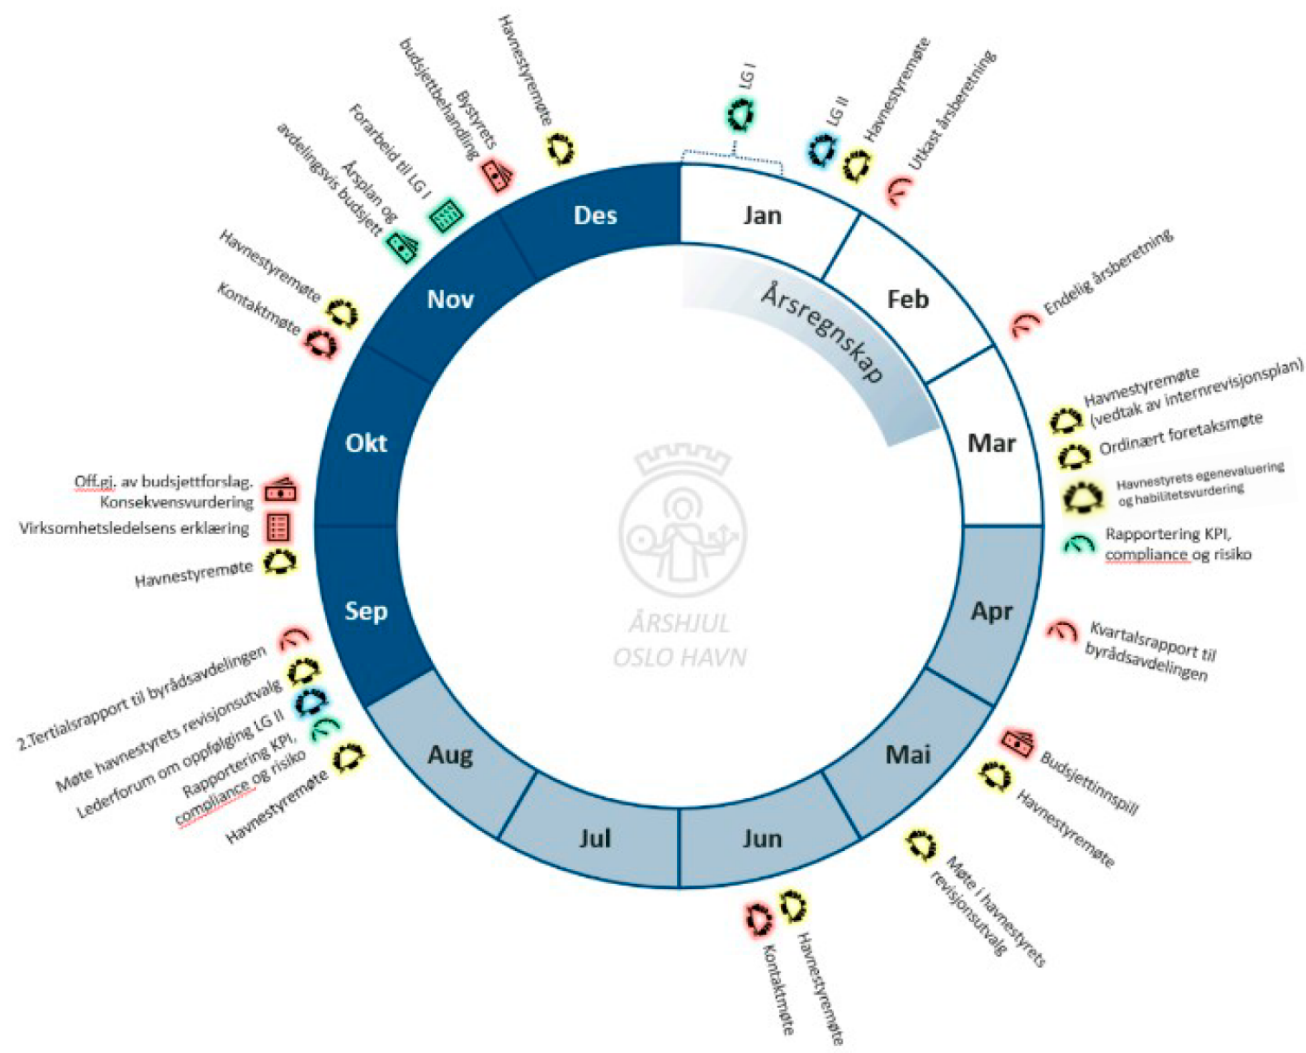 LG I
LG II
Havnestyremøte
Utkast årsberetning
Endelig årsberetning
Havnestyremøte
(vedtak av internrevisjonsplan)
Ordinært foretaksmøte
Havnestyrets egenevaluering
og habilitetsvurdering
Rapportering KPI,
compliance og risiko
Kvartalsrapport til
byrådsavdelingen
Budsjettinnspill
Havnestyremøte
Møte i havnestyrets
revisjonsutvalg
Havnestyremøte
Kontaktmøte
Havnestyremøte
Rapportering KPI,
compliance og risiko
Lederforum om oppfølging LG II
Møte havnestyrets revisjonsutvalg
2.Tertialsrapport til byrådsavdelingen
Havnestyremøte
Virksomhetsledelsens erklæring
Off.gj. av budsjettforslag.
Konsekvensvurdering
Kontaktmøte
Havnestyremøte
Årsplan og
avdelingsvis budsjett
Forarbeid til LG I
Bystyrets
budsjettbehandling
Havnestyremøte
Jan
Feb
Mar
Apr
Mai
Jun
Jul
Aug
Sep
Okt
Nov
Des
Årsregnskap
ÅRSHJUL
OSLO HAVN